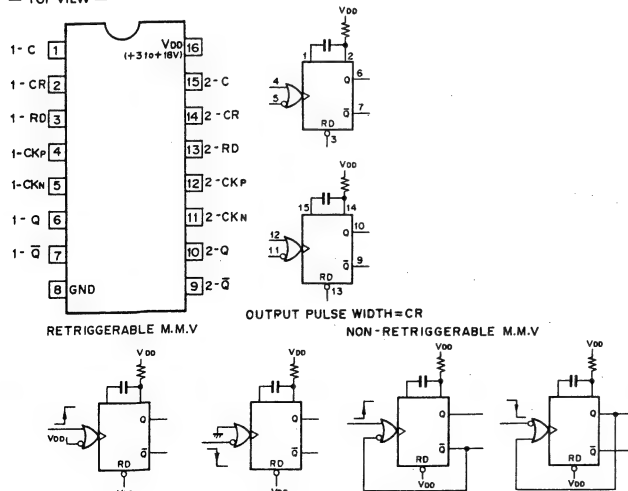 — TOP VIEW —
1-C 1
1-CR 2
1-RD 3
1-CKP 4
1-CKN 5
1-Q 6
1-Q̅ 7
8 GND
VDD 16
(+3 to +18V)
15 2-C
14 2-CR
13 2-RD
12 2-CKP
11 2-CKN
10 2-Q
9 2-Q̅
VDD
1 2
4
5
Q 6
Q̅ 7
RD
3
VDD
15 14
12
11
Q 10
Q̅ 9
RD
13
OUTPUT PULSE WIDTH=CR
RETRIGGERABLE M.M.V
NON-RETRIGGERABLE M.M.V
VDD
VDD
Q
Q̅
RD
VDD
VDD
Q
Q̅
RD
VDD
VDD
Q
Q̅
RD
VDD
VDD
Q
Q̅
RD
VDD